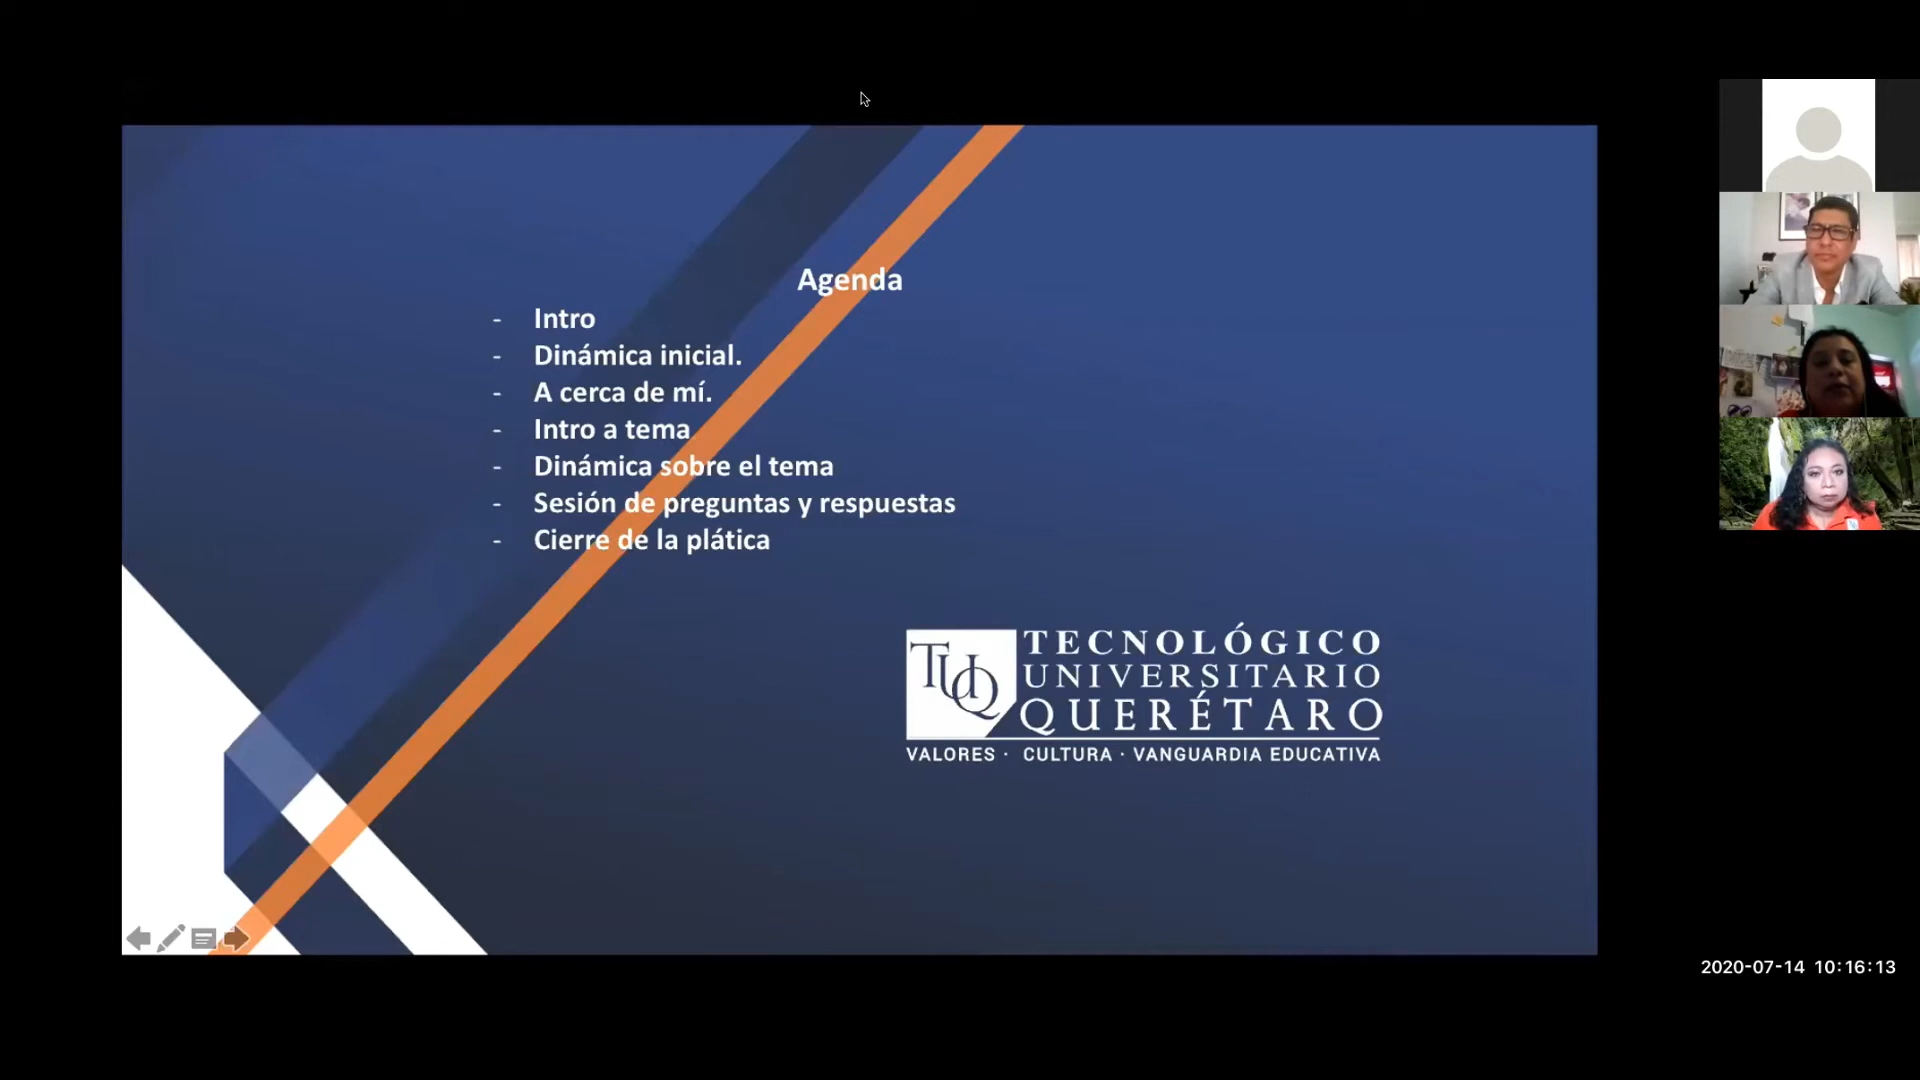 Agenda
- Intro
- Dinámica inicial.
- A cerca de mí.
- Intro a tema
- Dinámica sobre el tema
- Sesión de preguntas y respuestas
- Cierre de la plática
TUQ
TECNOLÓGICO
UNIVERSITARIO
QUERÉTARO
VALORES · CULTURA · VANGUARDIA EDUCATIVA
2020-07-14 10:16:13